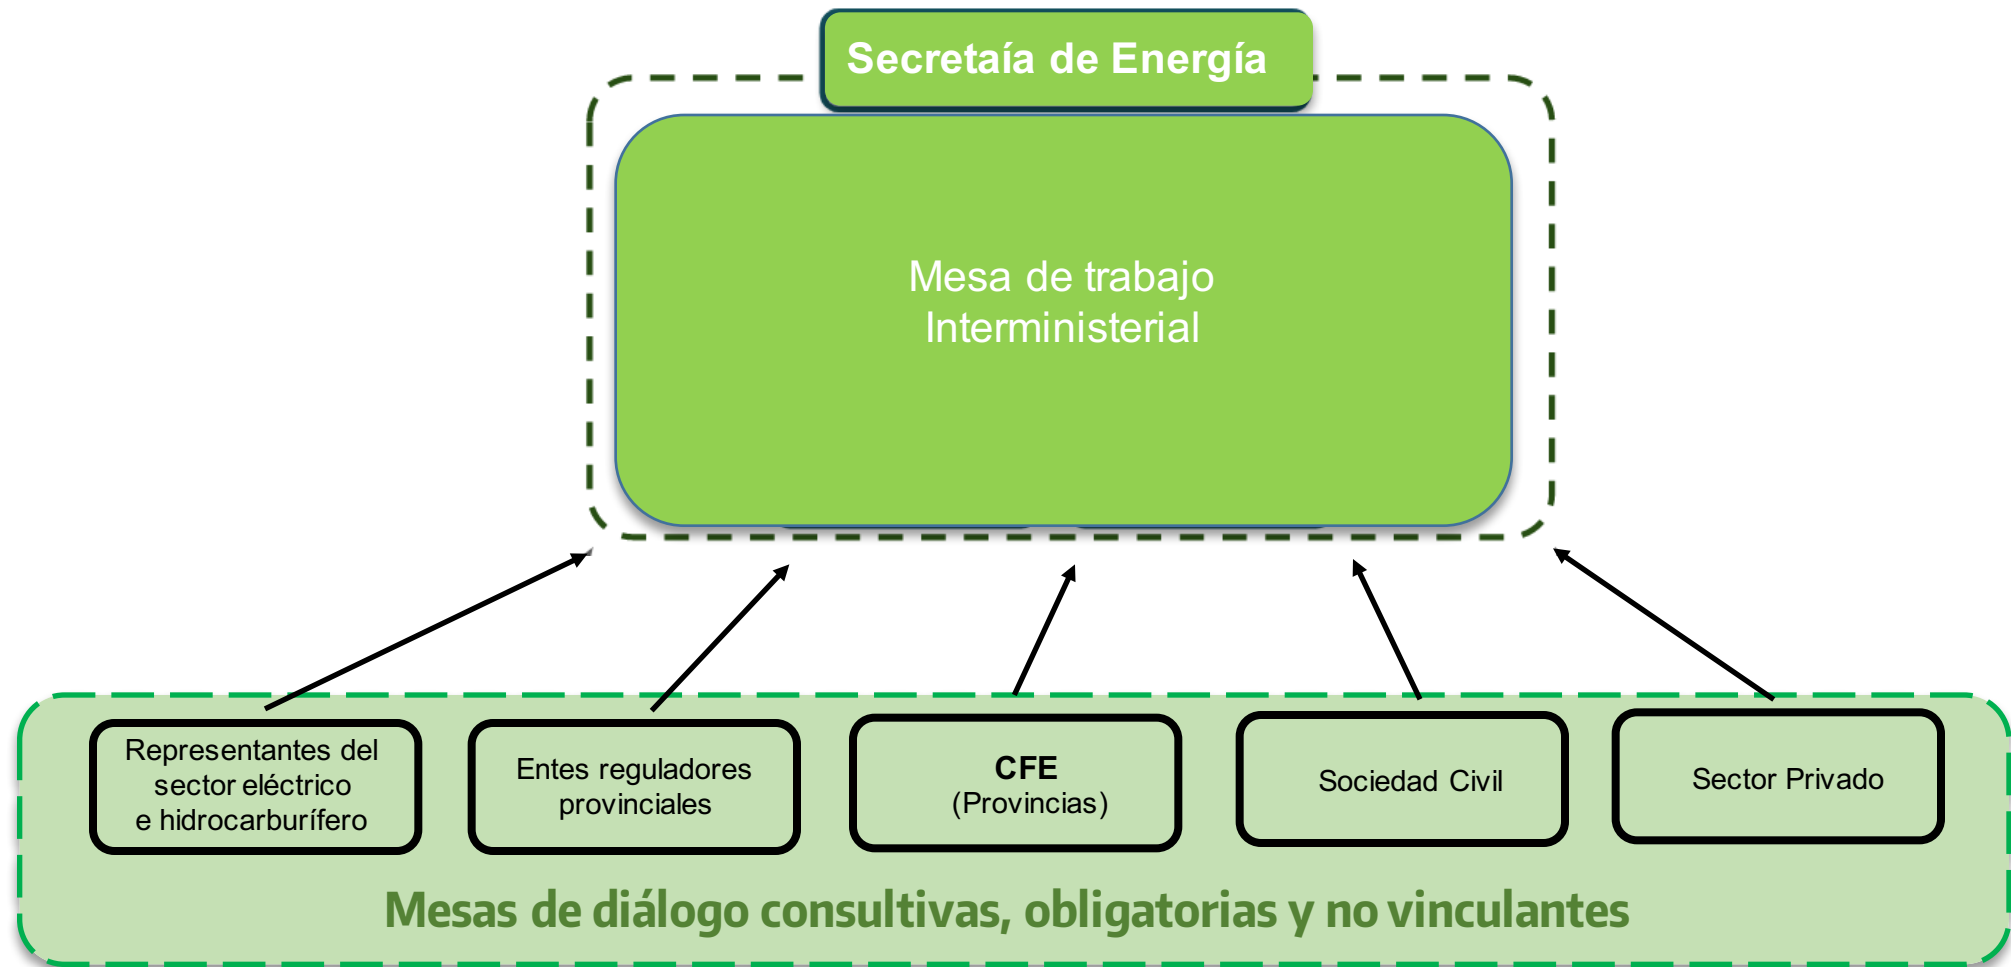 Secretaía de Energía
Mesa de trabajo
Interministerial
Representantes del
sector eléctrico
e hidrocarburífero
Entes reguladores
provinciales
CFE
(Provincias)
Sociedad Civil
Sector Privado
Mesas de diálogo consultivas, obligatorias y no vinculantes